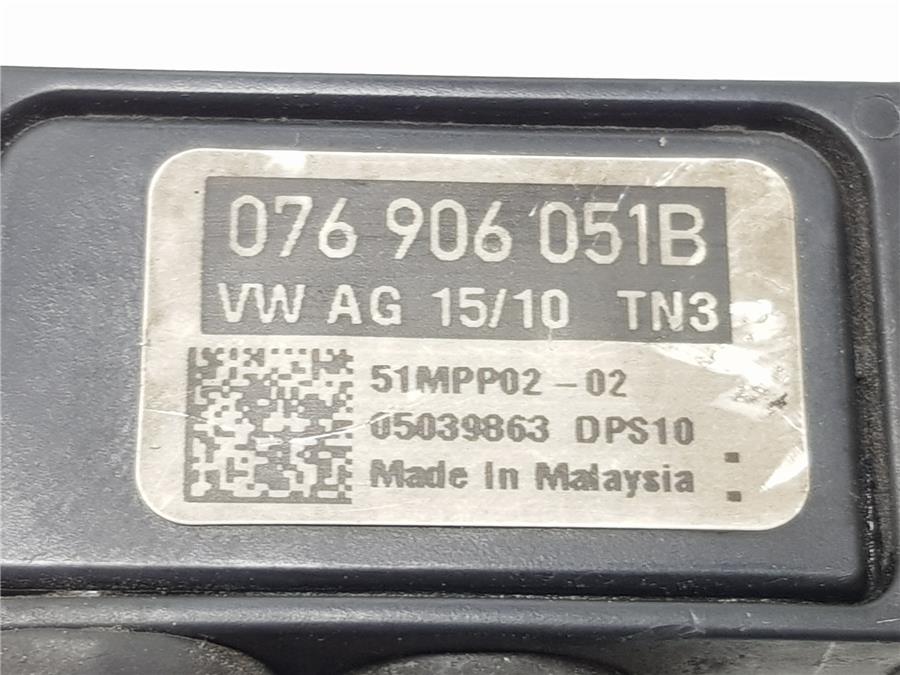 076 906 051B
VW AG 15/10 TN3
51MPP02-02
05039863 DPS10
Made In Malaysia